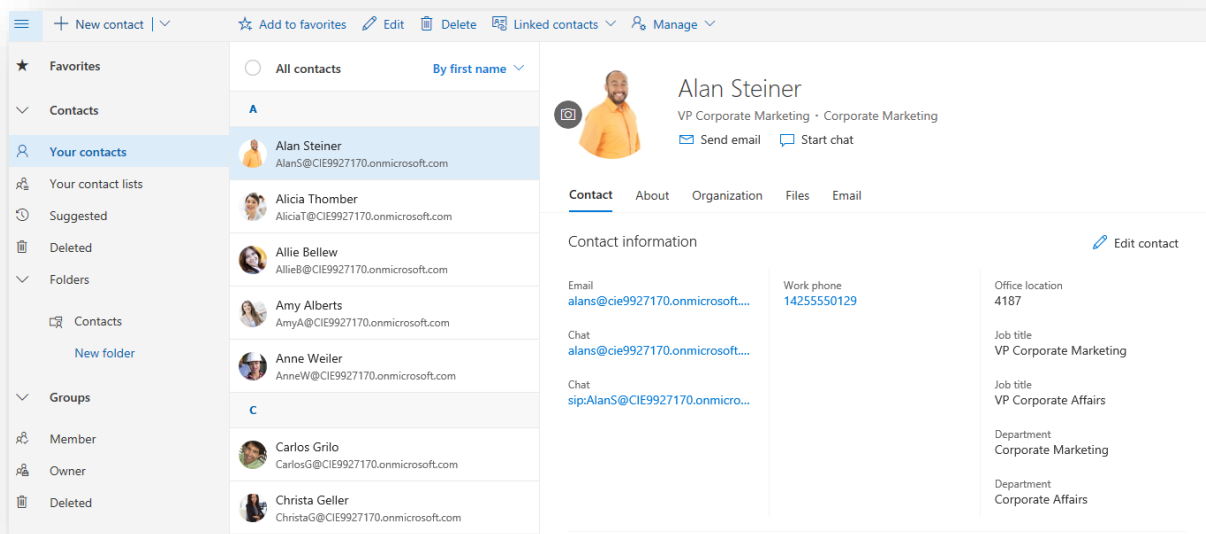 New contact
Add to favorites
Edit
Delete
Linked contacts
Manage
Favorites
Contacts
Your contacts
Your contact lists
Suggested
Deleted
Folders
Contacts
New folder
Groups
Member
Owner
Deleted
All contacts
By first name
A
Alan Steiner
AlanS@CIE9927170.onmicrosoft.com
Alicia Thomber
AliciaT@CIE9927170.onmicrosoft.com
Allie Bellew
AllieB@CIE9927170.onmicrosoft.com
Amy Alberts
AmyA@CIE9927170.onmicrosoft.com
Anne Weiler
AnneW@CIE9927170.onmicrosoft.com
C
Carlos Grilo
CarlosG@CIE9927170.onmicrosoft.com
Christa Geller
ChristaG@CIE9927170.onmicrosoft.com
Alan Steiner
VP Corporate Marketing • Corporate Marketing
Send email
Start chat
Contact
About
Organization
Files
Email
Contact information
Edit contact
Email
alans@cie9927170.onmicrosoft....
Chat
alans@cie9927170.onmicrosoft....
Chat
sip:AlanS@CIE9927170.onmicro...
Work phone
14255550129
Office location
4187
Job title
VP Corporate Marketing
Job title
VP Corporate Affairs
Department
Corporate Marketing
Department
Corporate Affairs